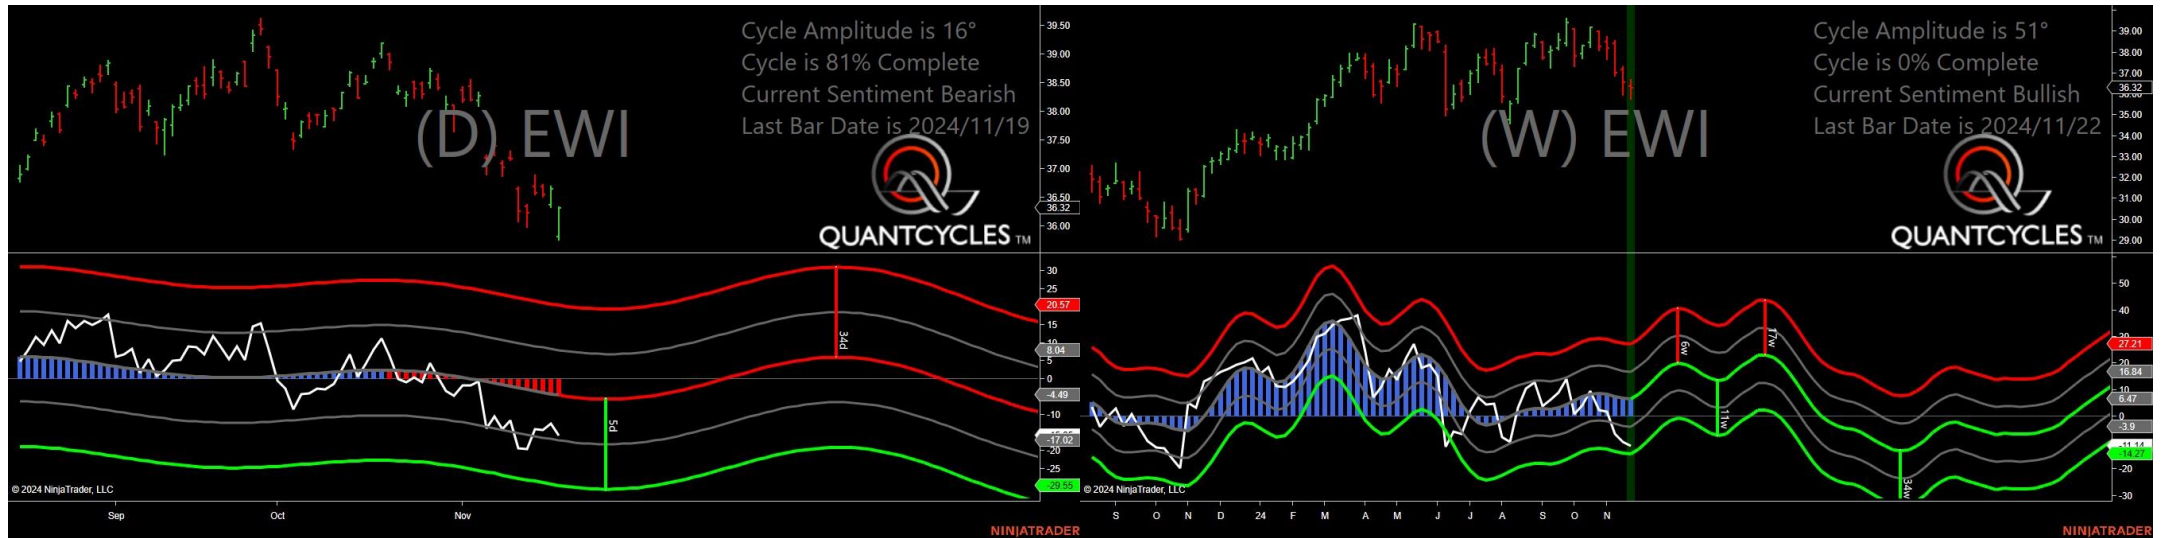 Cycle Amplitude is 16°
Cycle is 81% Complete
Current Sentiment Bearish
Last Bar Date is 2024/11/19
(D) EWI
QUANTCYCLES TM
39.50
39.00
38.50
38.00
37.50
37.00
36.50
36.32
36.00
30
25
20.57
15
10
8.04
5
0
-4.49
-10
-17.02
-20
-25
-29.55
34d
5d
© 2024 NinjaTrader, LLC
Sep Oct Nov
NINJATRADER
Cycle Amplitude is 51°
Cycle is 0% Complete
Current Sentiment Bullish
Last Bar Date is 2024/11/22
(W) EWI
QUANTCYCLES TM
39.00
38.00
37.00
36.32
35.00
34.00
33.00
32.00
31.00
30.00
29.00
50
40
27.21
20
16.84
10
6.47
0
-3.9
-11.14
-14.27
-20
-30
6w
17w
11w
34w
© 2024 NinjaTrader, LLC
S O N D 24 F M A M J J A S O N
NINJATRADER